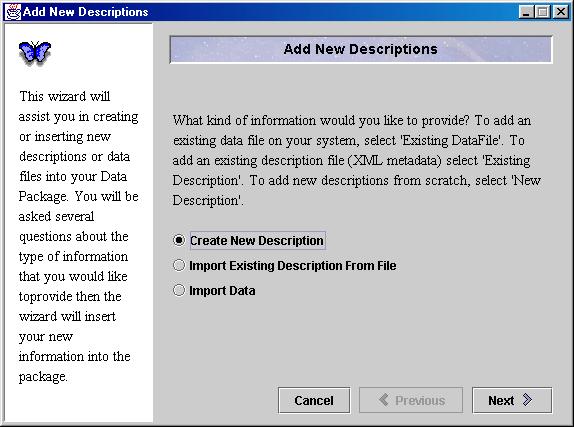 Add New Descriptions
Add New Descriptions
This wizard will
assist you in creating
or inserting new
descriptions or data
files into your Data
Package. You will be
asked several
questions about the
type of information
that you would like
toprovide then the
wizard will insert
your new
information into the
package.
What kind of information would you like to provide? To add an
existing data file on your system, select 'Existing DataFile'. To
add an existing description file (XML metadata) select 'Existing
Description'. To add new descriptions from scratch, select 'New
Description'.
Create New Description
Import Existing Description From File
Import Data
Cancel
Previous
Next